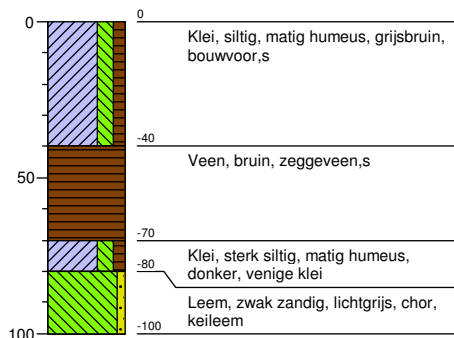 0
0
Klei, siltig, matig humeus, grijsbruin,
bouwvoor,s
-40
Veen, bruin, zeggeveen,s
50
-70
Klei, sterk siltig, matig humeus,
donker, venige klei
-80
Leem, zwak zandig, lichtgrijs, chor,
keileem
100
-100